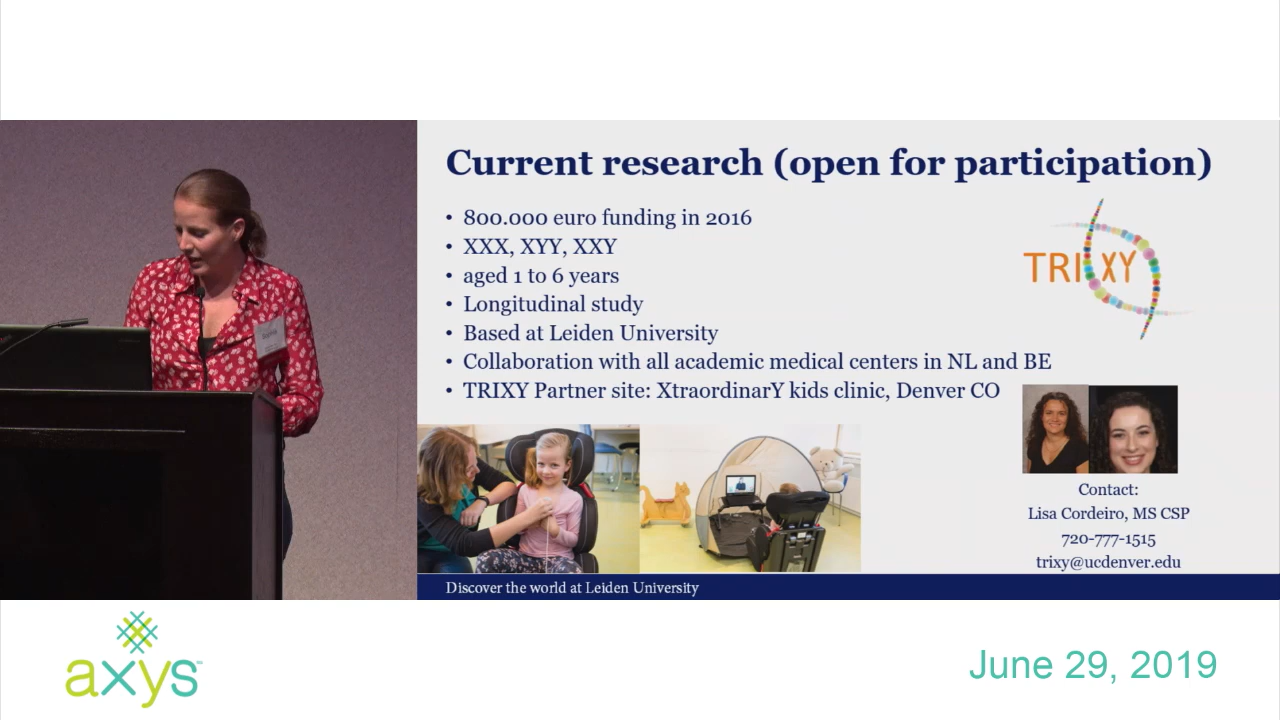 Current research (open for participation)
• 800.000 euro funding in 2016
• XXX, XYY, XXY
• aged 1 to 6 years
• Longitudinal study
• Based at Leiden University
• Collaboration with all academic medical centers in NL and BE
• TRIXY Partner site: XtraordinarY kids clinic, Denver CO
TRIXY
Contact:
Lisa Cordeiro, MS CSP
720-777-1515
trixy@ucdenver.edu
Discover the world at Leiden University
axys™
June 29, 2019